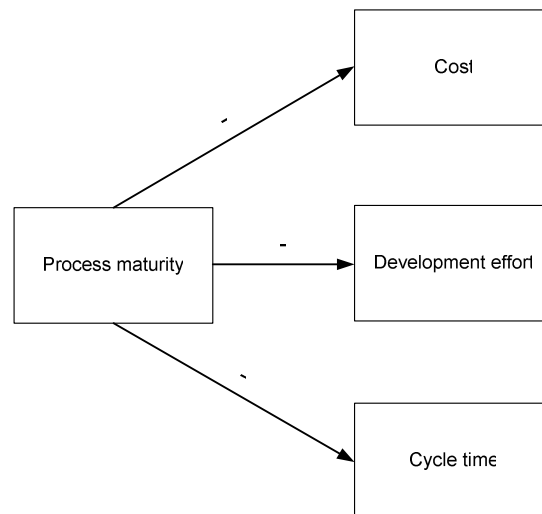 Cost
-
Process maturity
-
Development effort
-
Cycle time